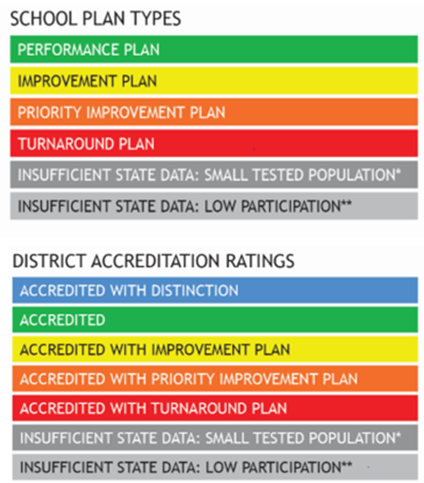 SCHOOL PLAN TYPES
PERFORMANCE PLAN
IMPROVEMENT PLAN
PRIORITY IMPROVEMENT PLAN
TURNAROUND PLAN
INSUFFICIENT STATE DATA: SMALL TESTED POPULATION*
INSUFFICIENT STATE DATA: LOW PARTICIPATION**
DISTRICT ACCREDITATION RATINGS
ACCREDITED WITH DISTINCTION
ACCREDITED
ACCREDITED WITH IMPROVEMENT PLAN
ACCREDITED WITH PRIORITY IMPROVEMENT PLAN
ACCREDITED WITH TURNAROUND PLAN
INSUFFICIENT STATE DATA: SMALL TESTED POPULATION*
INSUFFICIENT STATE DATA: LOW PARTICIPATION**